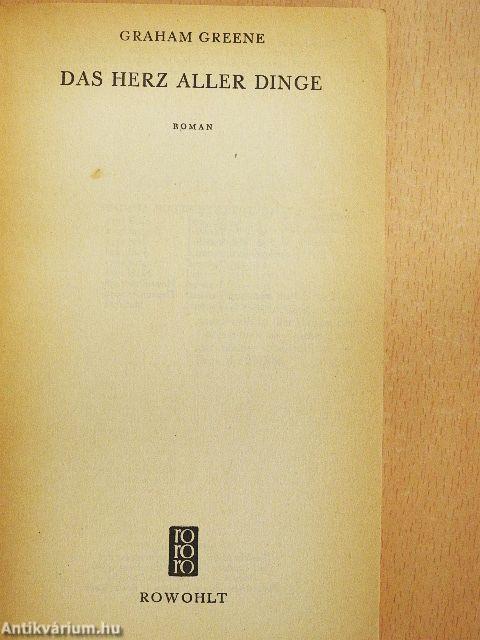 GRAHAM GREENE
DAS HERZ ALLER DINGE
ROMAN
ro
ro
ro
ROWOHLT
Antikvárium.hu